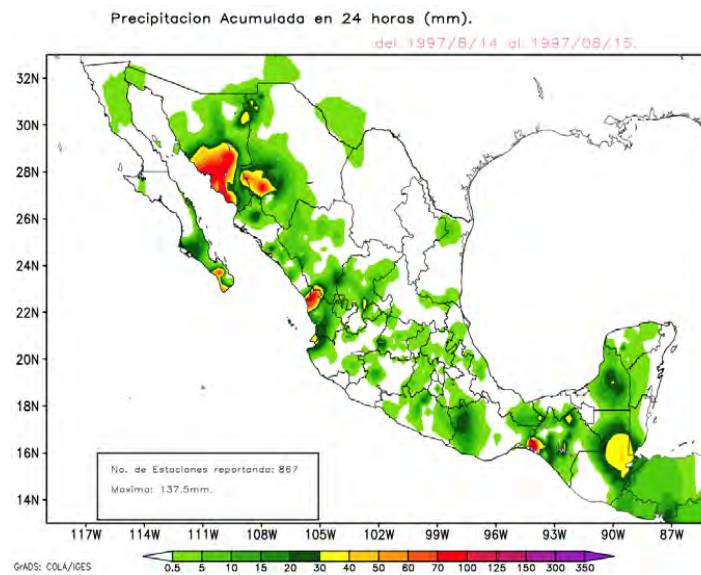 Precipitacion Acumulada en 24 horas (mm).
del 1997/8/14 al 1997/08/15.
32N
30N
28N
26N
24N
22N
20N
18N
16N
14N
No. de Estaciones reportando: 867
Maxima: 137.5mm.
117W 114W 111W 108W 105W 102W 99W 96W 93W 90W 87W
GrADS: COLA/IGES
0.5 5 10 15 20 30 40 50 60 70 100 125 150 300 350